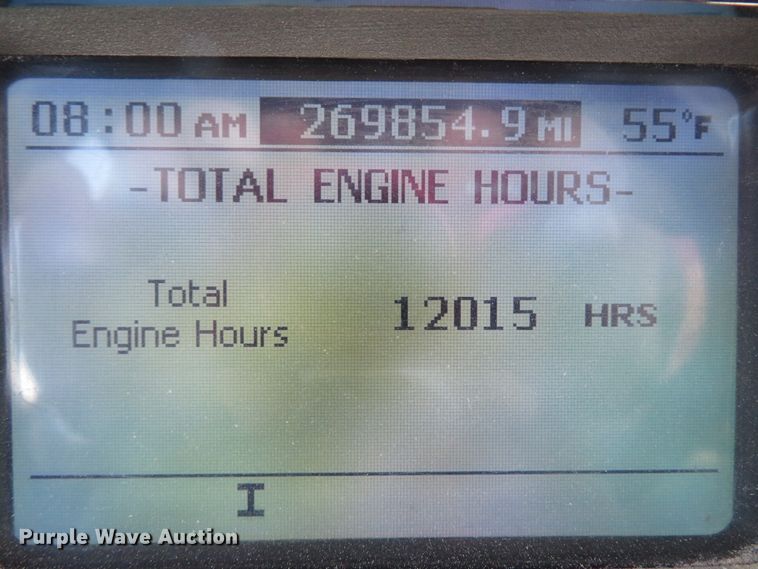 08:00 AM 269854.9 MI 55°F
-TOTAL ENGINE HOURS-
Total
Engine Hours 12015 HRS
I
Purple Wave Auction